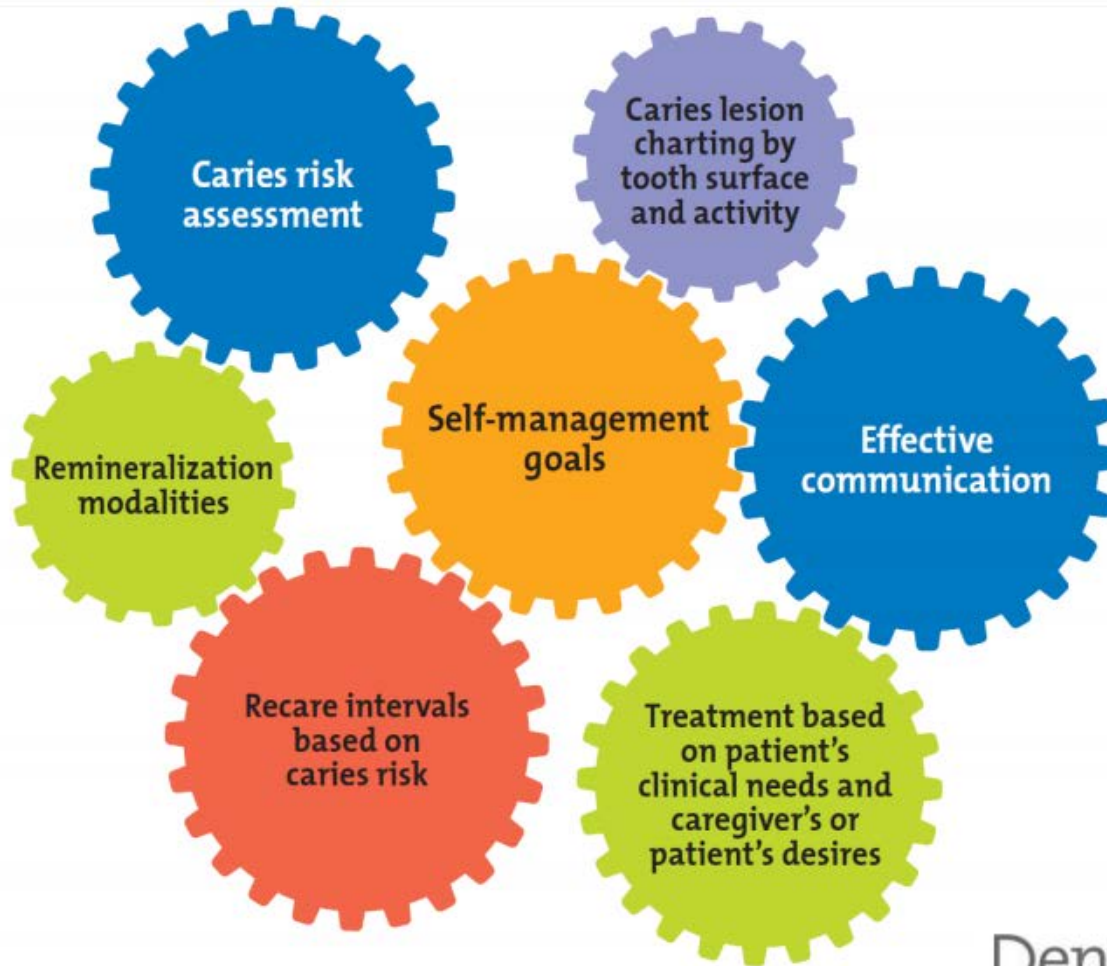 Caries risk
assessment
Caries lesion
charting by
tooth surface
and activity
Self-management
goals
Effective
communication
Remineralization
modalities
Recare intervals
based on
caries risk
Treatment based
on patient's
clinical needs and
caregiver's or
patient's desires